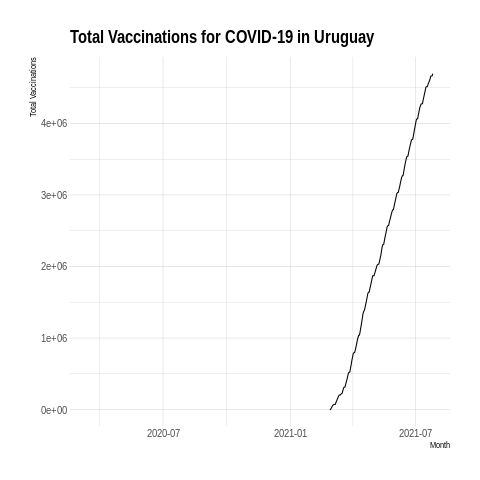 Total Vaccinations for COVID-19 in Uruguay
Total Vaccinations
4e+06
3e+06
2e+06
1e+06
0e+00
2020-07 2021-01 2021-07
Month